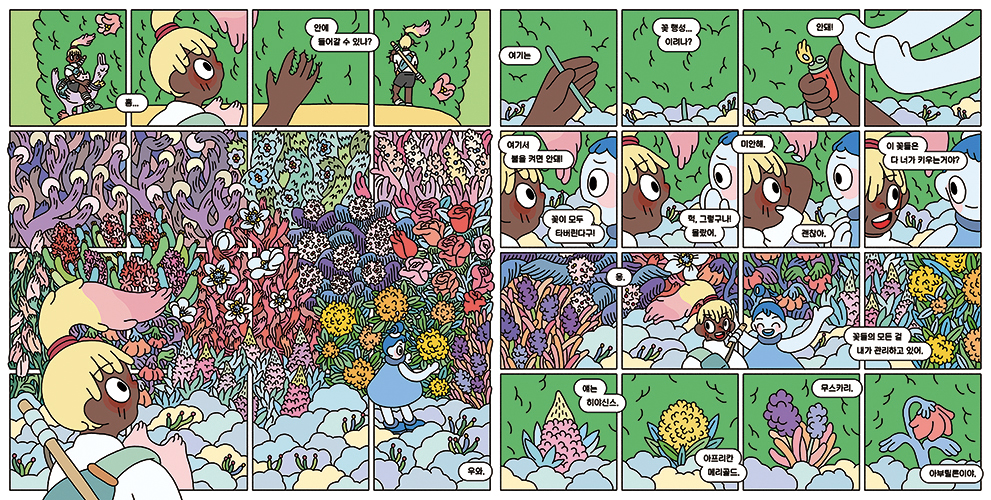 흠...
안에
들어갈 수 있나?
우와.
여기는
꽃 행성...
이려나?
안돼!
여기서
불을 켜면 안돼!
꽃이 모두
타버린다구!
헉, 그렇구나!
몰랐어.
미안해.
괜찮아.
이 꽃들은
다 너가 키우는거야?
응.
꽃들의 모든 걸
내가 관리하고 있어.
얘는
히야신스.
아프리칸
메리골드.
무스카리.
아부틸론이야.